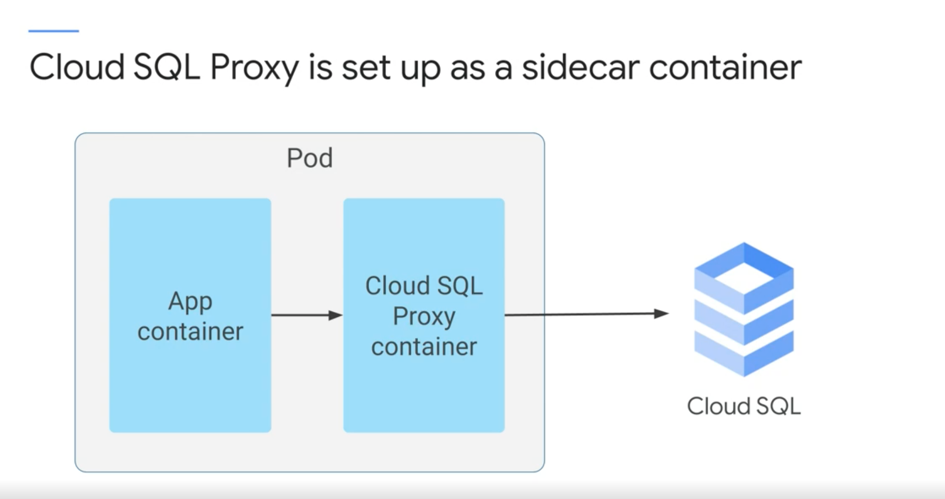 Cloud SQL Proxy is set up as a sidecar container
Pod
App
container
Cloud SQL
Proxy
container
Cloud SQL